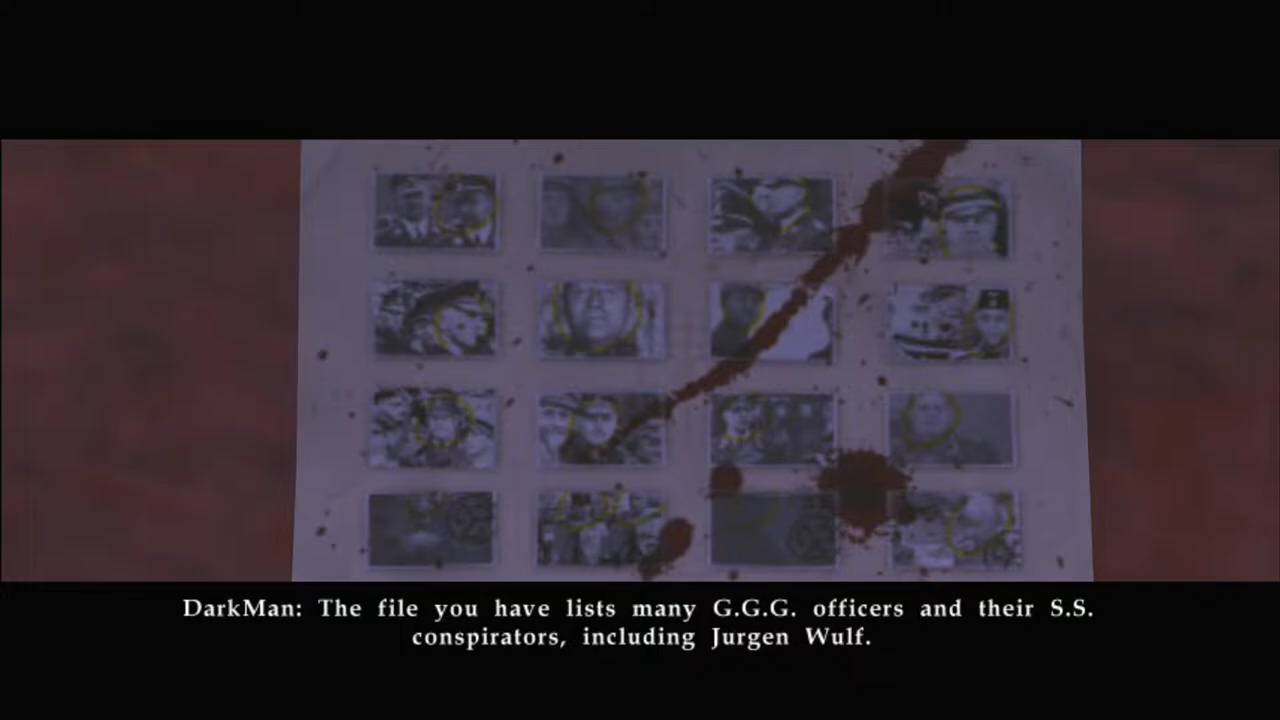 DarkMan: The file you have lists many G.G.G. officers and their S.S.
conspirators, including Jurgen Wulf.